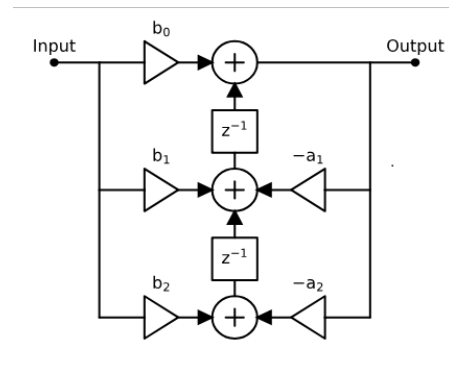 b₀
Input
Output
+
z⁻¹
b₁
−a₁
+
z⁻¹
b₂
−a₂
+